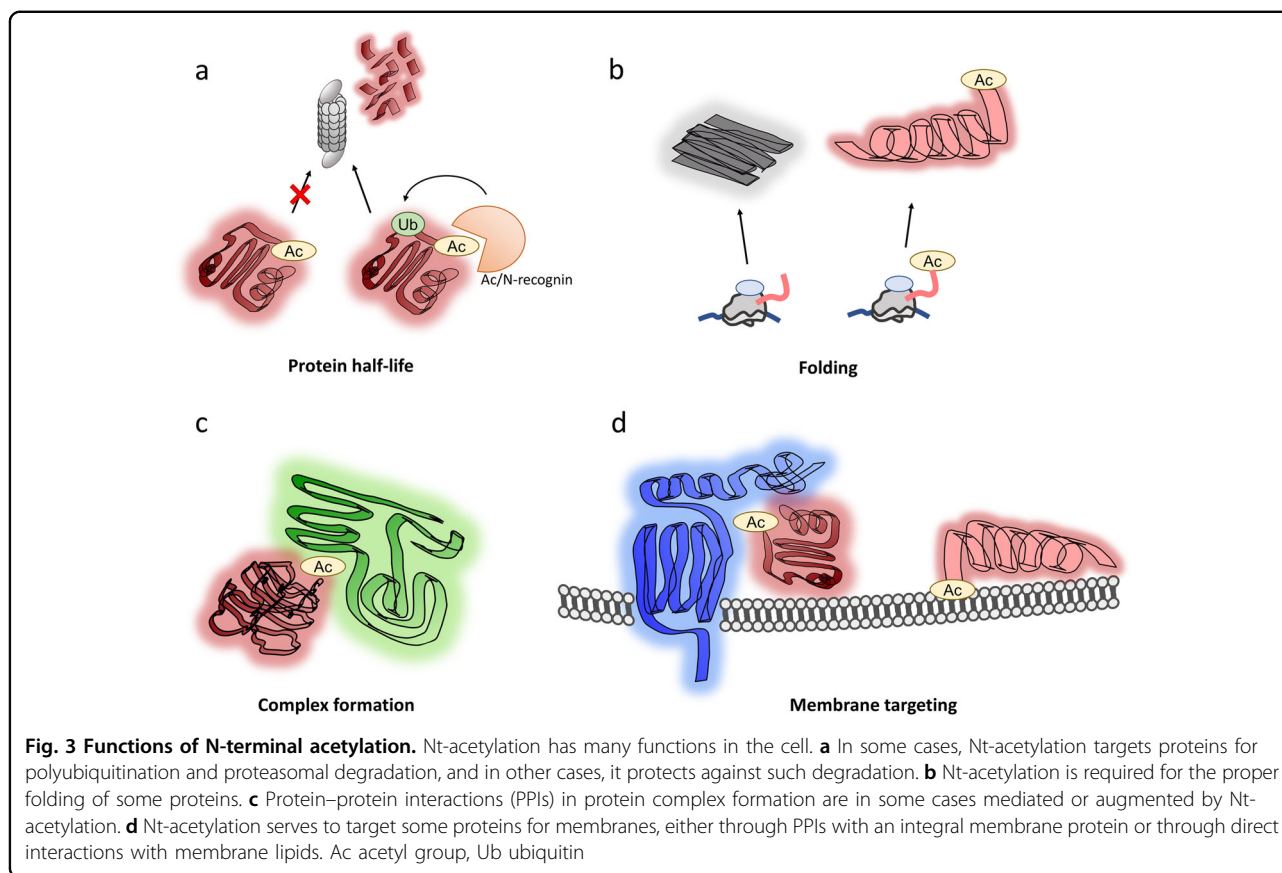 a
b
Ac
Ub
Ac
Ac
Ac
Ac/N-recognin
Protein half-life
Folding
c
d
Ac
Ac
Ac
Complex formation
Membrane targeting
Fig. 3 Functions of N-terminal acetylation. Nt-acetylation has many functions in the cell. a In some cases, Nt-acetylation targets proteins for
polyubiquitination and proteasomal degradation, and in other cases, it protects against such degradation. b Nt-acetylation is required for the proper
folding of some proteins. c Protein–protein interactions (PPIs) in protein complex formation are in some cases mediated or augmented by Nt-
acetylation. d Nt-acetylation serves to target some proteins for membranes, either through PPIs with an integral membrane protein or through direct
interactions with membrane lipids. Ac acetyl group, Ub ubiquitin